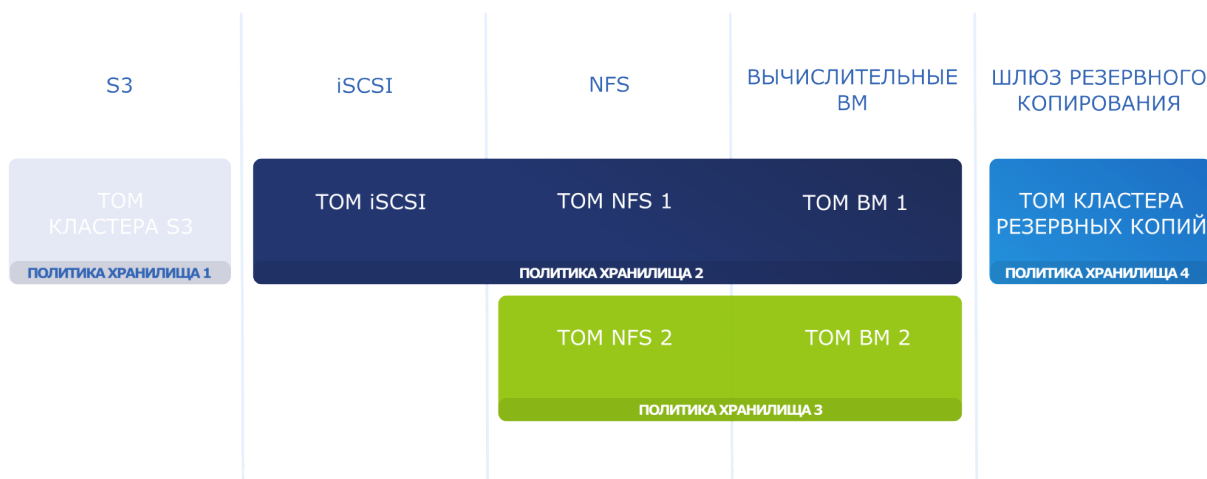 S3
iSCSI
NFS
ВЫЧИСЛИТЕЛЬНЫЕ
ВМ
ШЛЮЗ РЕЗЕРВНОГО
КОПИРОВАНИЯ
ТОМ
КЛАСТЕРА S3
ПОЛИТИКА ХРАНИЛИЩА 1
ТОМ iSCSI
ТОМ NFS 1
ТОМ ВМ 1
ПОЛИТИКА ХРАНИЛИЩА 2
ТОМ КЛАСТЕРА
РЕЗЕРВНЫХ КОПИЙ
ПОЛИТИКА ХРАНИЛИЩА 4
ТОМ NFS 2
ТОМ ВМ 2
ПОЛИТИКА ХРАНИЛИЩА 3